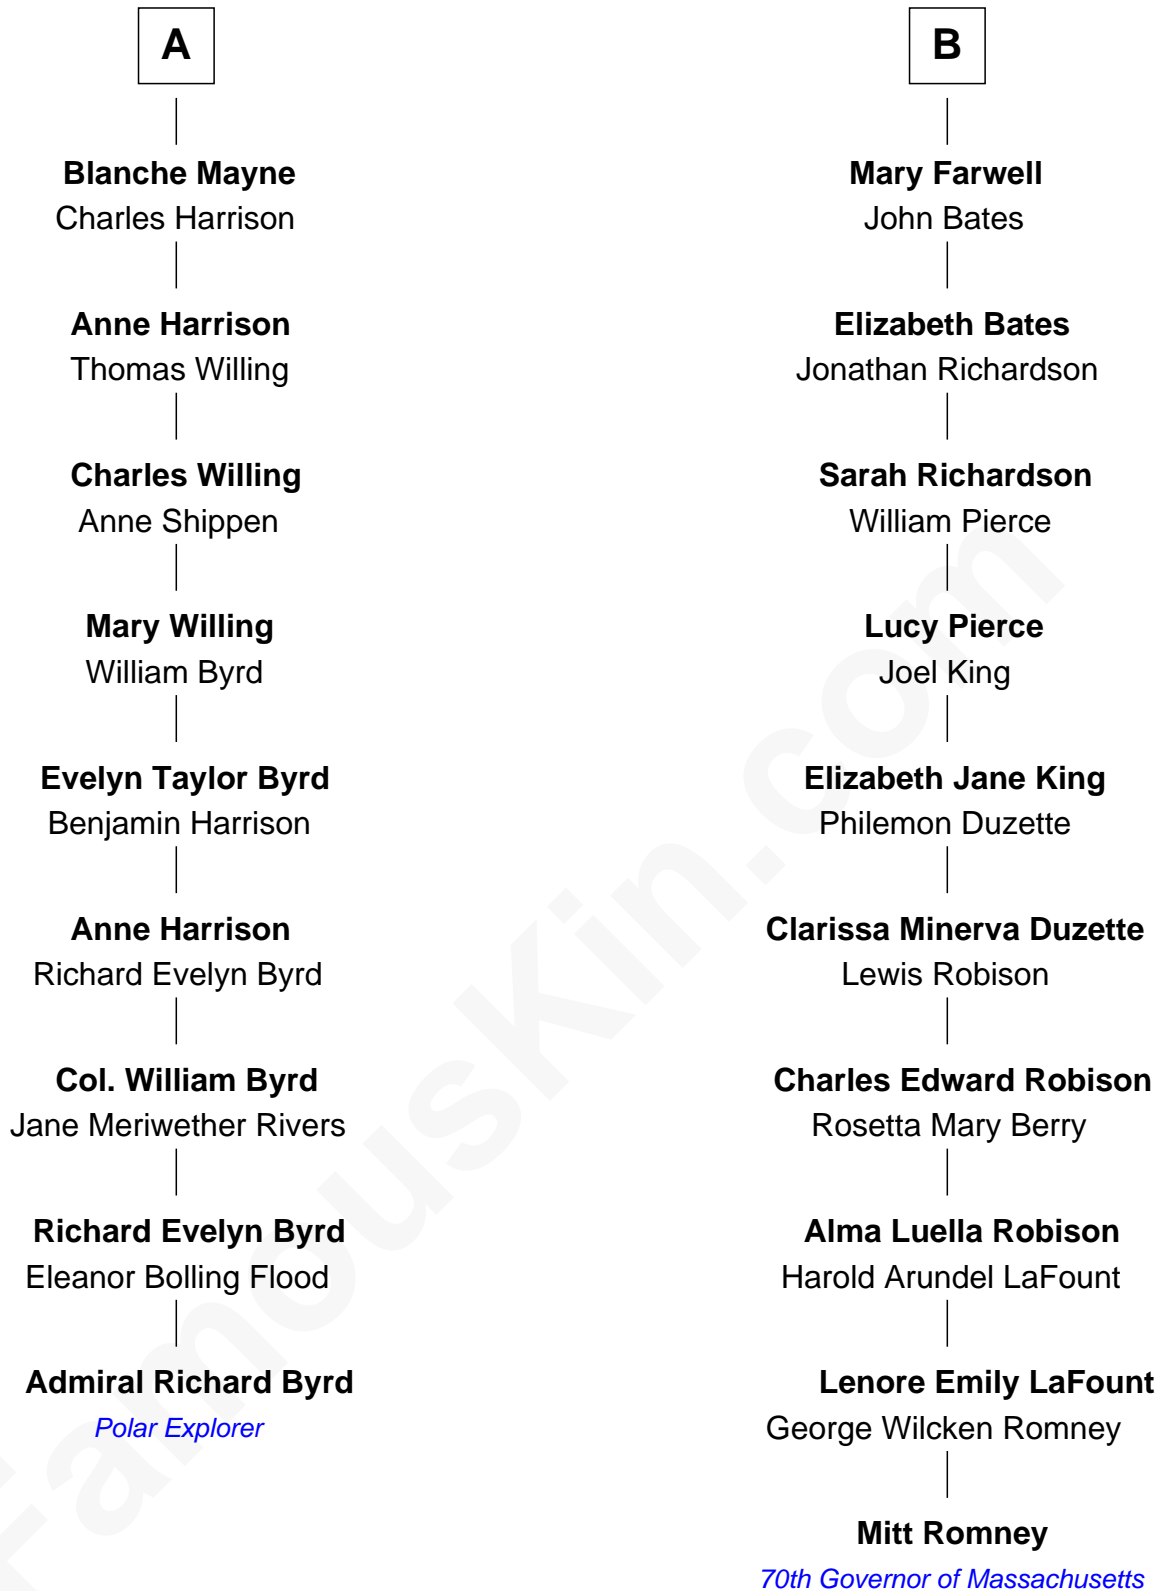 A
Blanche Mayne
Charles Harrison
Anne Harrison
Thomas Willing
Charles Willing
Anne Shippen
Mary Willing
William Byrd
Evelyn Taylor Byrd
Benjamin Harrison
Anne Harrison
Richard Evelyn Byrd
Col. William Byrd
Jane Meriwether Rivers
Richard Evelyn Byrd
Eleanor Bolling Flood
Admiral Richard Byrd
Polar Explorer
B
Mary Farwell
John Bates
Elizabeth Bates
Jonathan Richardson
Sarah Richardson
William Pierce
Lucy Pierce
Joel King
Elizabeth Jane King
Philemon Duzette
Clarissa Minerva Duzette
Lewis Robison
Charles Edward Robison
Rosetta Mary Berry
Alma Luella Robison
Harold Arundel LaFount
Lenore Emily LaFount
George Wilcken Romney
Mitt Romney
70th Governor of Massachusetts
FamousKin.com